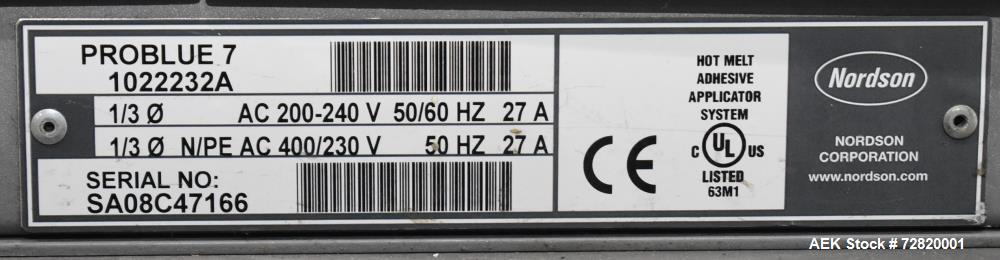 PROBLUE 7
1022232A
1/3 Ø AC 200-240 V 50/60 HZ 27 A
1/3 Ø N/PE AC 400/230 V 50 HZ 27 A
SERIAL NO:
SA08C47166
CE
HOT MELT
ADHESIVE
APPLICATOR
SYSTEM
C UL US
LISTED
63M1
Nordson
NORDSON
CORPORATION
www.nordson.com
AEK Stock # 72820001